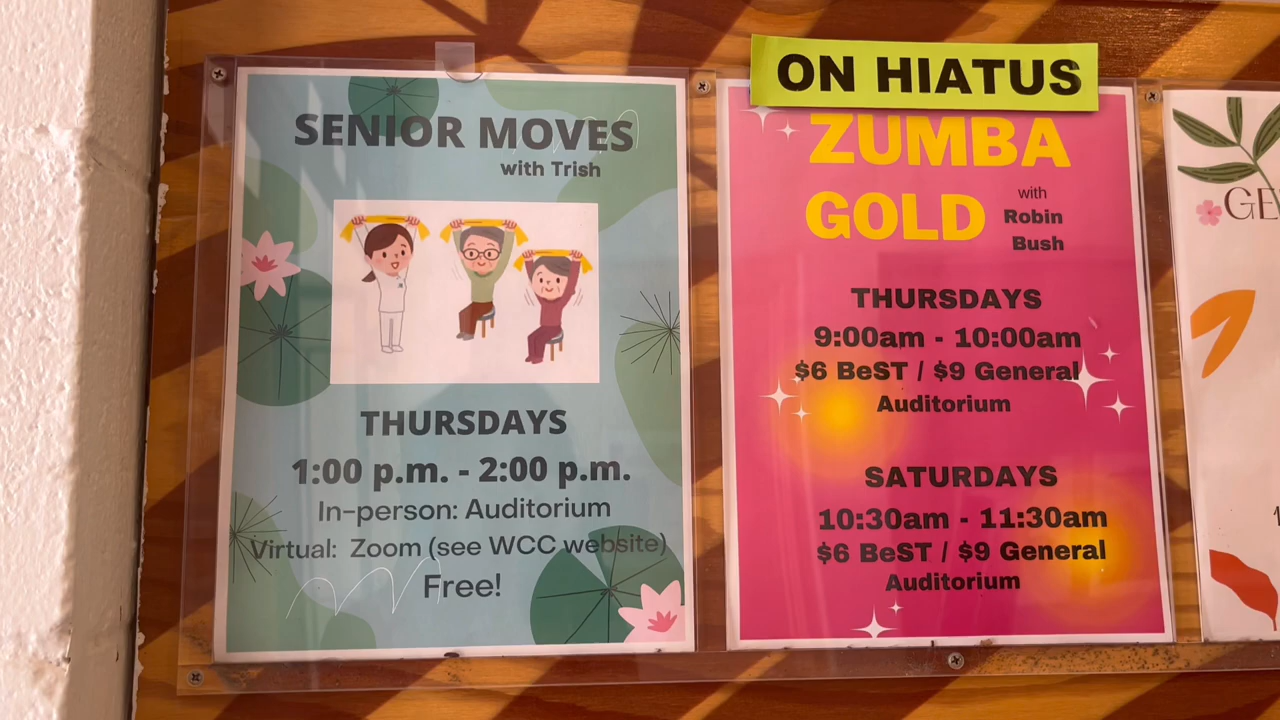 SENIOR MOVES
with Trish
THURSDAYS
1:00 p.m. - 2:00 p.m.
In-person: Auditorium
Virtual: Zoom (see WCC website)
Free!
ON HIATUS
ZUMBA
GOLD
with
Robin
Bush
THURSDAYS
9:00am - 10:00am
$6 BeST / $9 General
Auditorium
SATURDAYS
10:30am - 11:30am
$6 BeST / $9 General
Auditorium